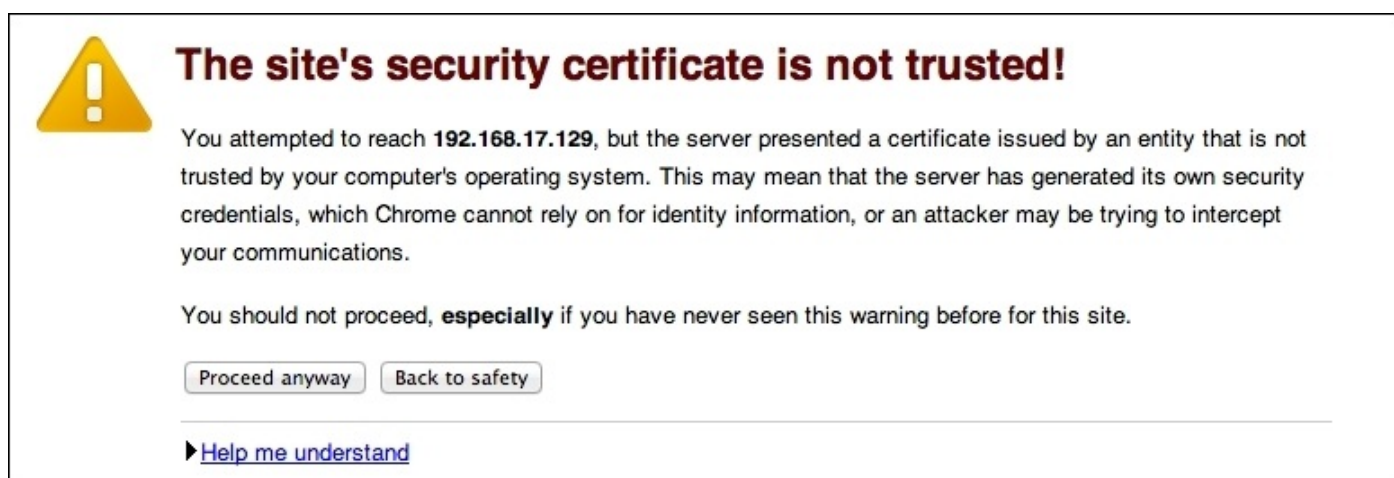 The site's security certificate is not trusted!
You attempted to reach 192.168.17.129, but the server presented a certificate issued by an entity that is not
trusted by your computer's operating system. This may mean that the server has generated its own security
credentials, which Chrome cannot rely on for identity information, or an attacker may be trying to intercept
your communications.
You should not proceed, especially if you have never seen this warning before for this site.
Proceed anyway Back to safety
Help me understand